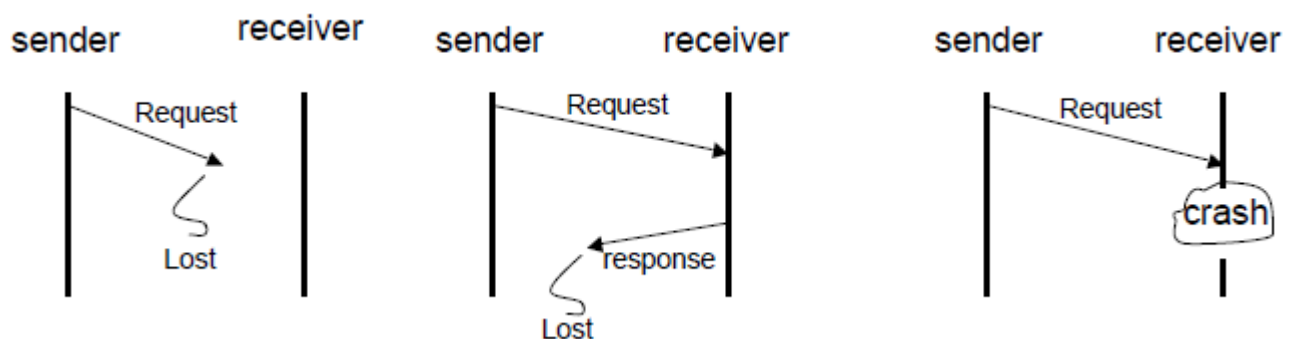 sender receiver
Request
Lost
sender receiver
Request
response
Lost
sender receiver
Request
crash